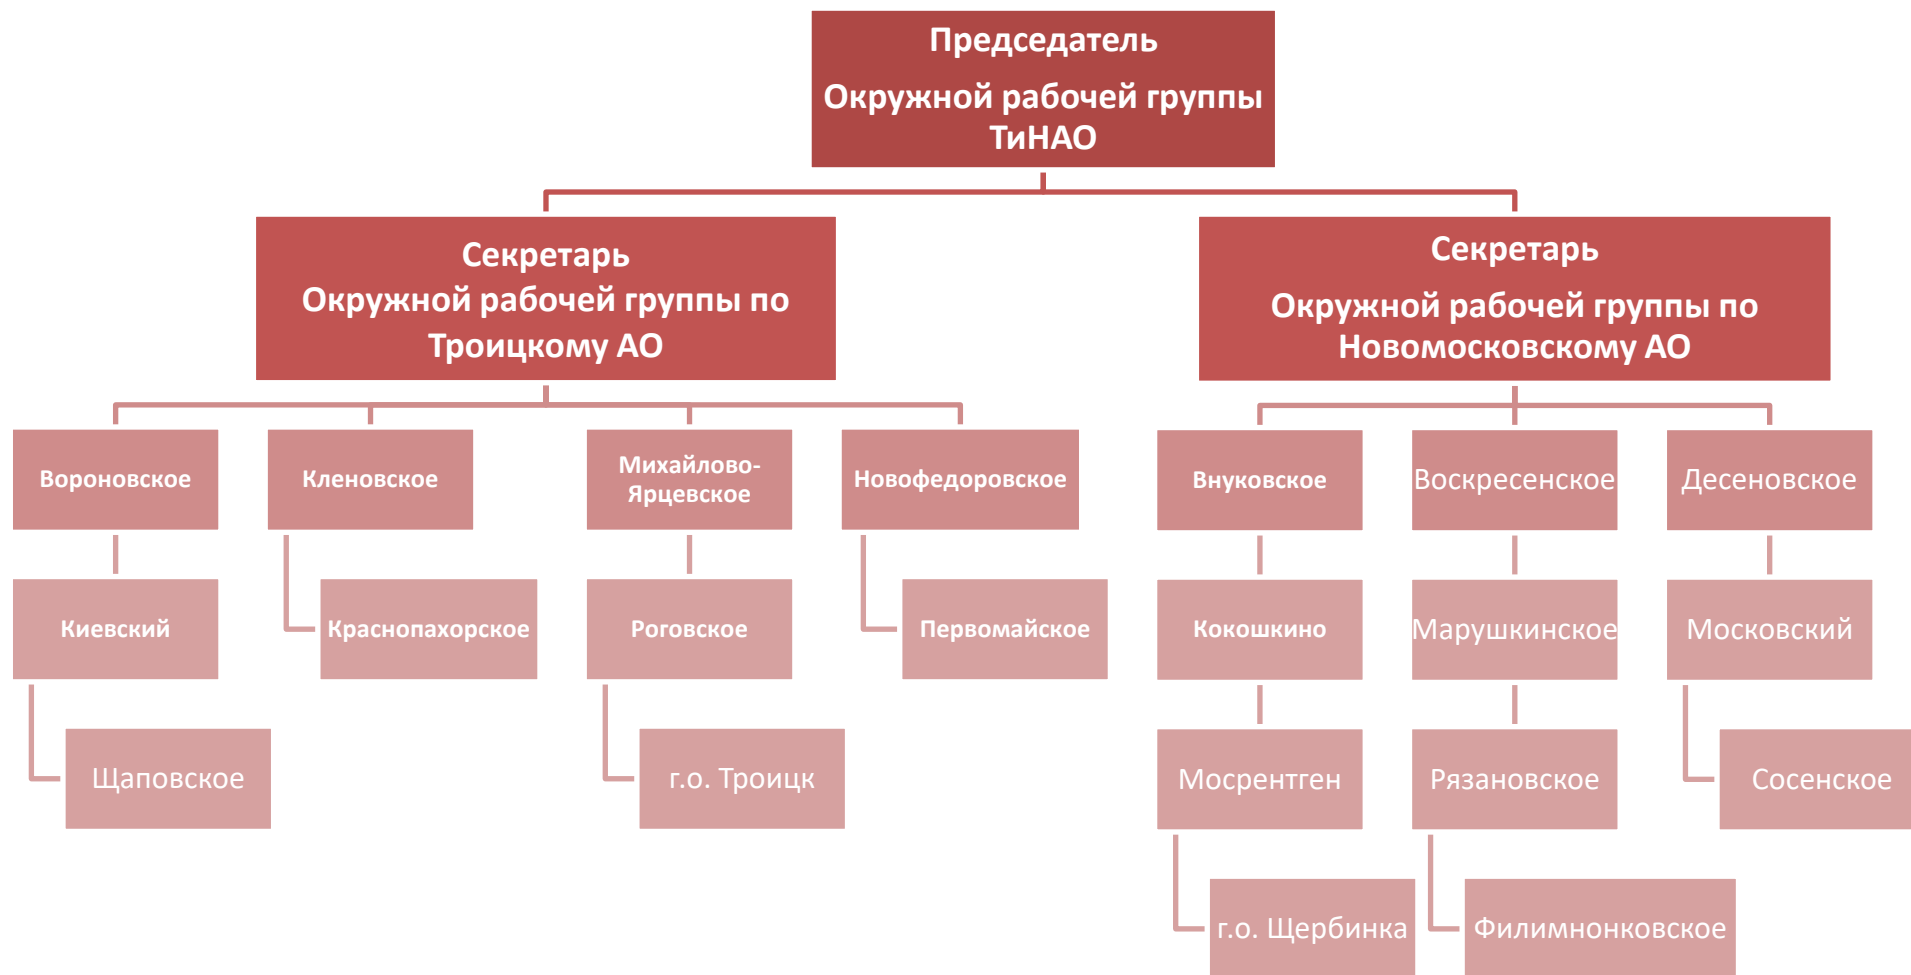 Председатель
Окружной рабочей группы
ТиНАО
Секретарь
Окружной рабочей группы по
Троицкому АО
Секретарь
Окружной рабочей группы по
Новомосковскому АО
Вороновское
Кленовское
Михайлово-
Ярцевское
Новофедоровское
Внуковское
Воскресенское
Десеновское
Киевский
Краснопахорское
Роговское
Первомайское
Кокошкино
Марушкинское
Московский
Щаповское
г.о. Троицк
Мосрентген
Рязановское
Сосенское
г.о. Щербинка
Филимнонковское